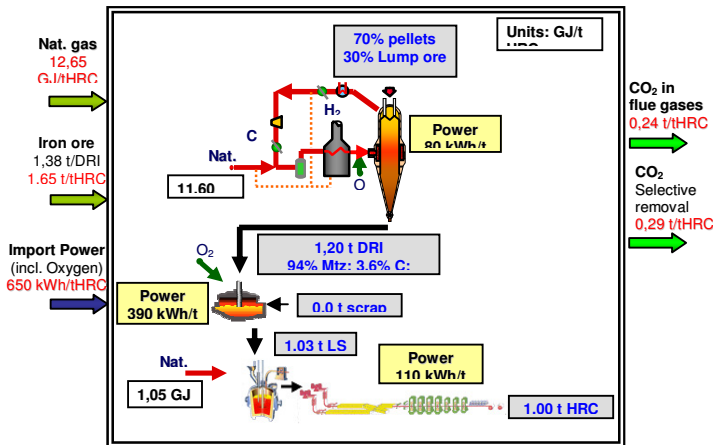 Nat. gas
12,65
GJ/tHRC
Iron ore
1,38 t/DRI
1.65 t/tHRC
Import Power
(incl. Oxygen)
650 kWh/tHRC
70% pellets
30% Lump ore
Units: GJ/t
HRC
H2
C
Nat.
11.60
O
Power
80 kWh/t
1,20 t DRI
94% Mtz; 3.6% C;
O2
Power
390 kWh/t
0.0 t scrap
1.03 t LS
Nat.
1,05 GJ
Power
110 kWh/t
1.00 t HRC
CO2 in
flue gases
0,24 t/tHRC
CO2
Selective
removal
0,29 t/tHRC